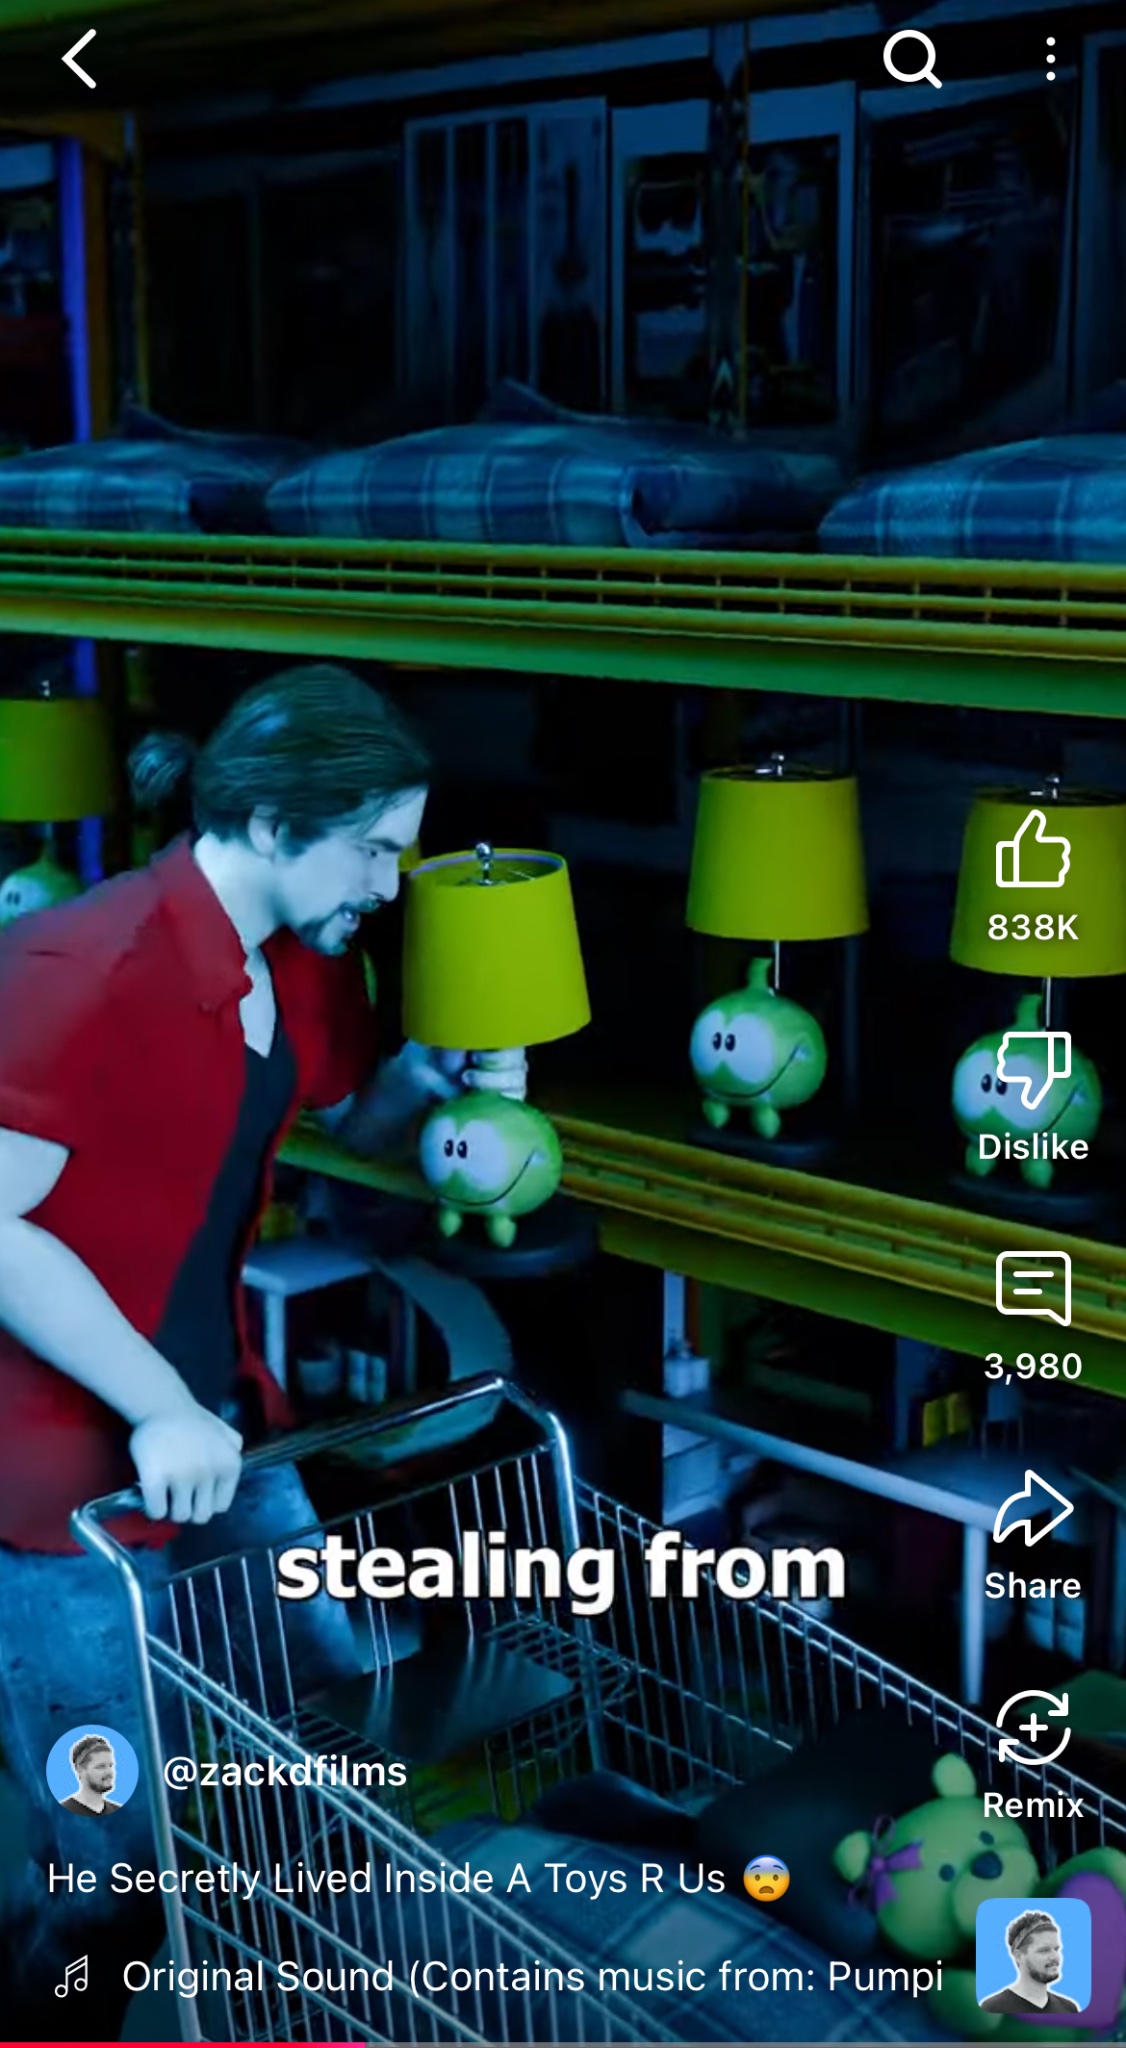 838K
Dislike
3,980
stealing from
Share
@zackdfilms
Remix
He Secretly Lived Inside A Toys R Us 😨
Original Sound (Contains music from: Pumpi